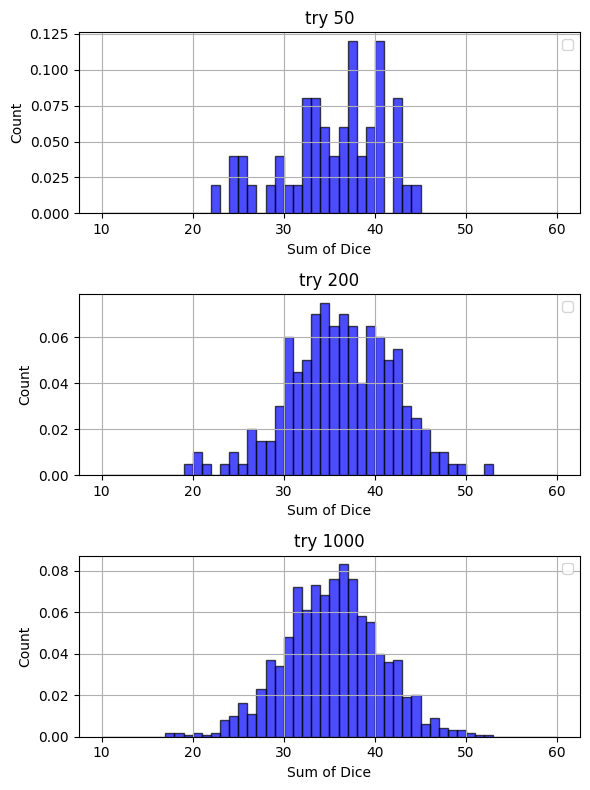 try 50
0.125
0.100
0.075
0.050
0.025
0.000
Count
10 20 30 40 50 60
Sum of Dice
try 200
0.06
0.04
0.02
0.00
Count
10 20 30 40 50 60
Sum of Dice
try 1000
0.08
0.06
0.04
0.02
0.00
Count
10 20 30 40 50 60
Sum of Dice